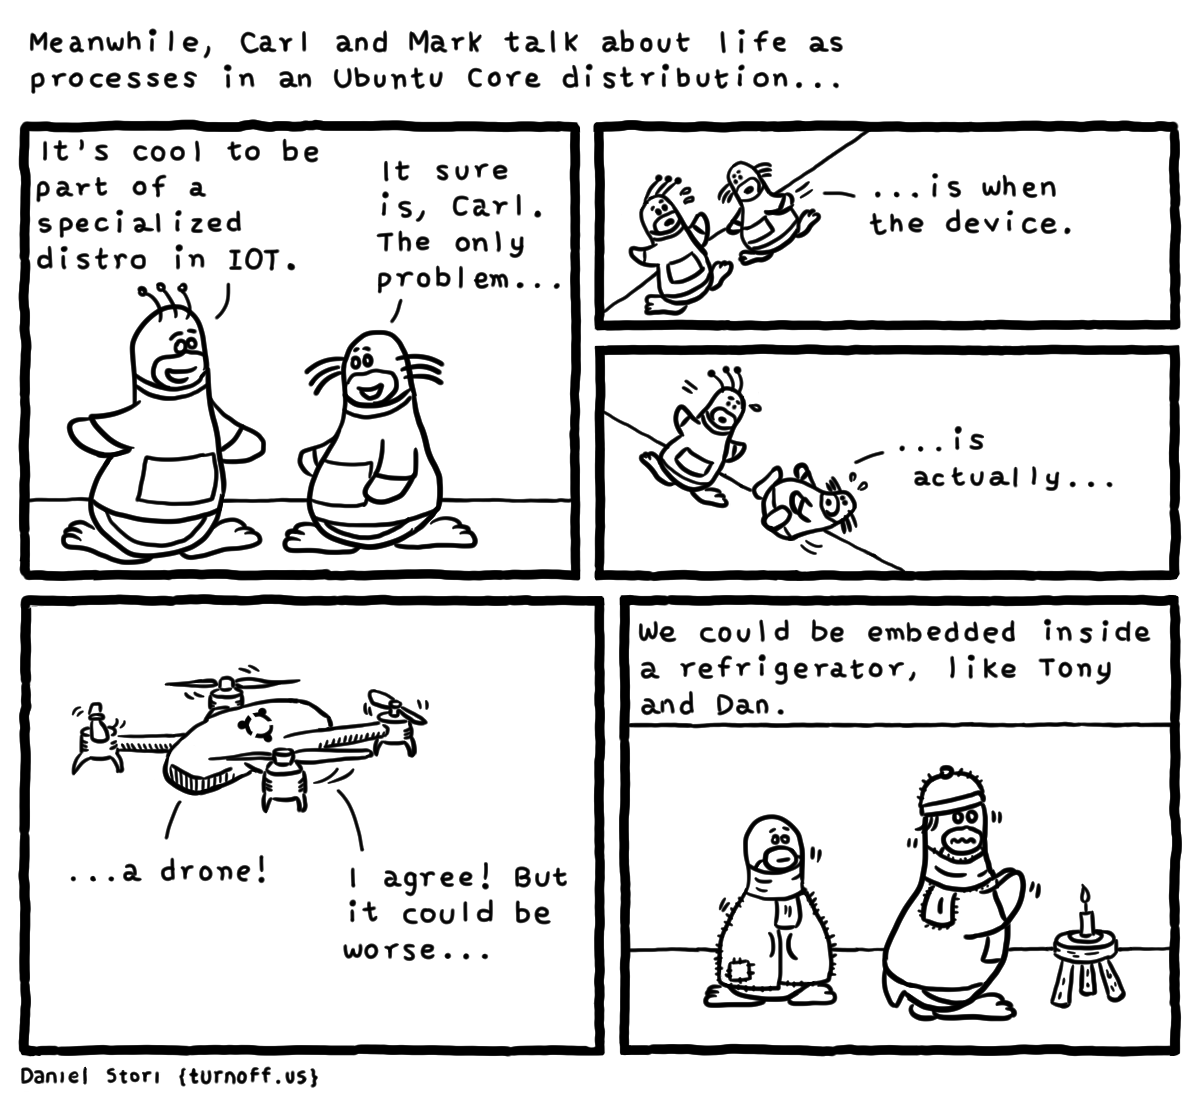 Meanwhile, Carl and Mark talk about life as
processes in an Ubuntu Core distribution...
It's cool to be
part of a
specialized
distro in IOT.
It sure
is, Carl.
The only
problem...
...is when
the device.
...is
actually...
...a drone!
I agree! But
it could be
worse...
We could be embedded inside
a refrigerator, like Tony
and Dan.
Daniel Stori {turnoff.us}